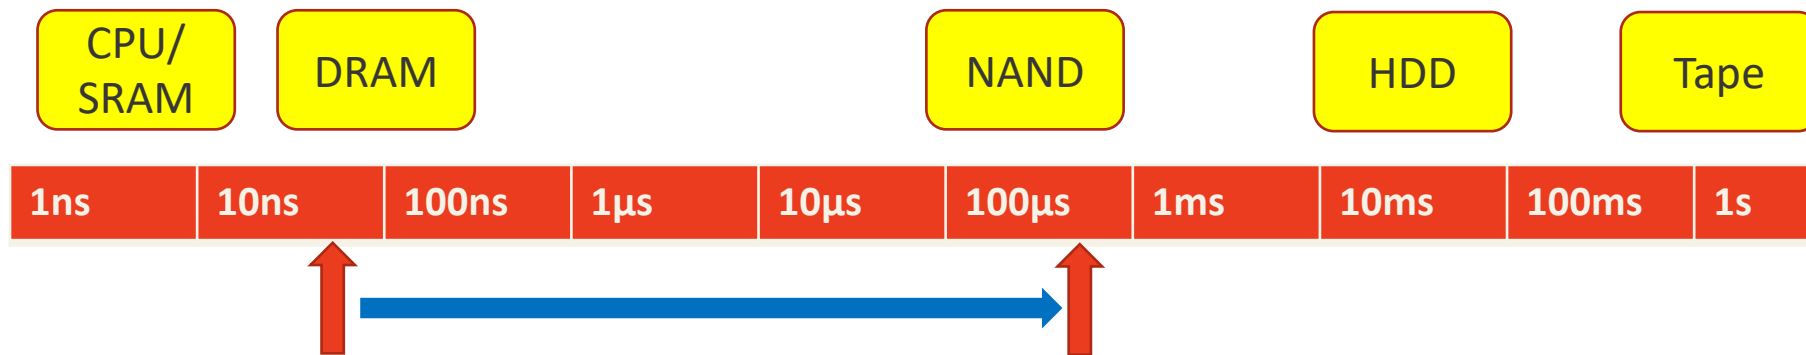 CPU/
SRAM
DRAM
NAND
HDD
Tape
1ns 10ns 100ns 1µs 10µs 100µs 1ms 10ms 100ms 1s